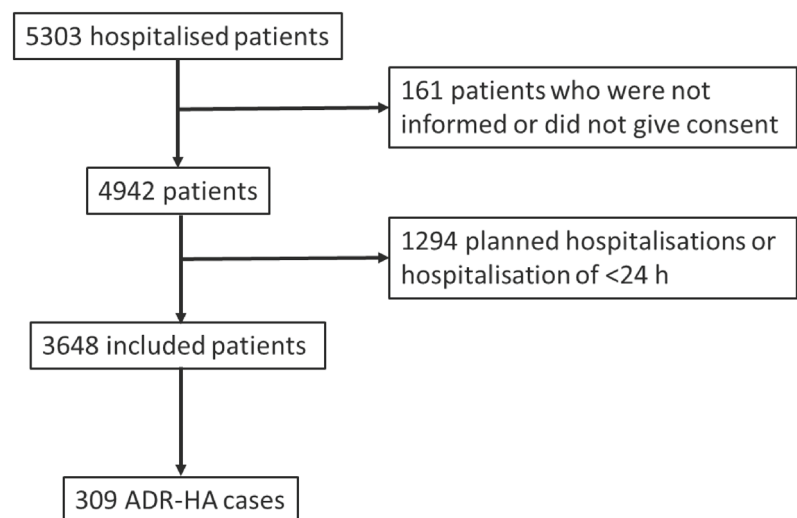 5303 hospitalised patients
161 patients who were not
informed or did not give consent
4942 patients
1294 planned hospitalisations or
hospitalisation of <24 h
3648 included patients
309 ADR-HA cases